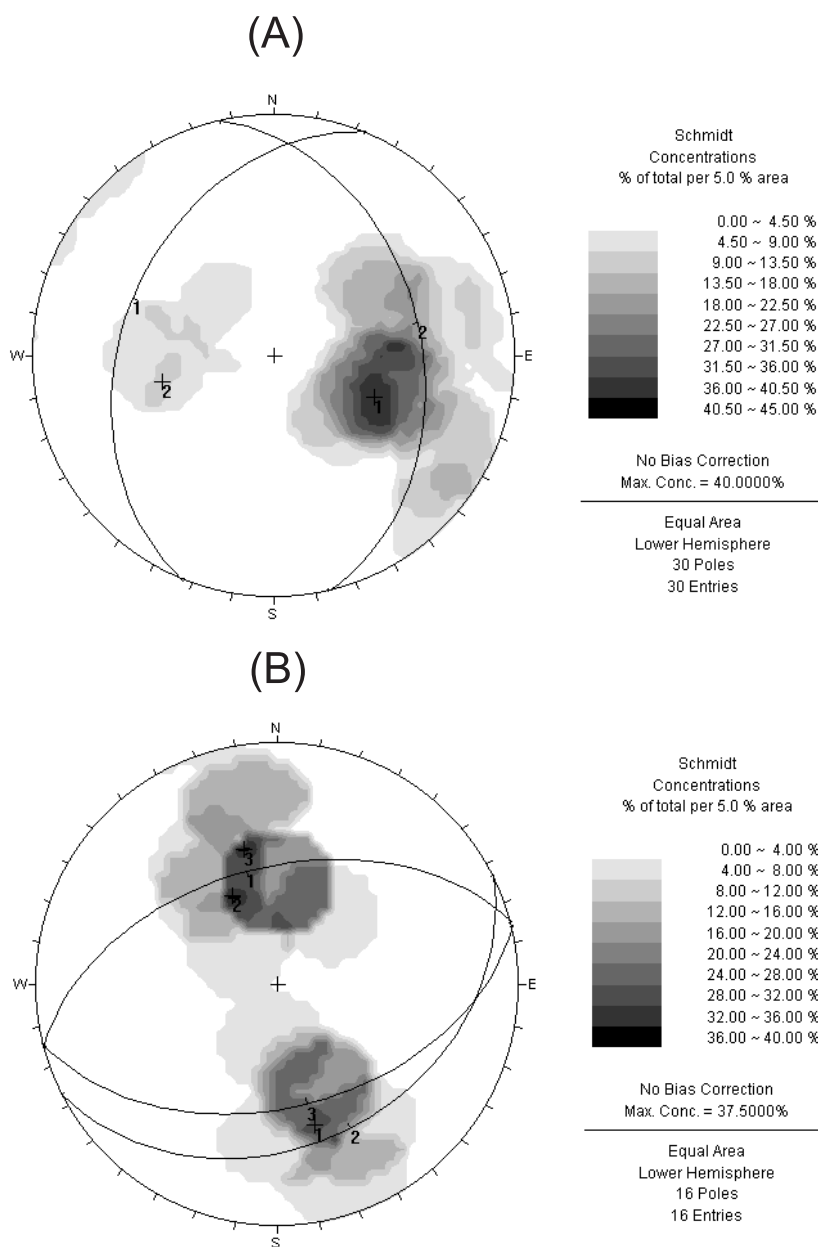 (A)
N
W
E
S
1
2
2
1
Schmidt
Concentrations
% of total per 5.0 % area
0.00 ~ 4.50 %
4.50 ~ 9.00 %
9.00 ~ 13.50 %
13.50 ~ 18.00 %
18.00 ~ 22.50 %
22.50 ~ 27.00 %
27.00 ~ 31.50 %
31.50 ~ 36.00 %
36.00 ~ 40.50 %
40.50 ~ 45.00 %
No Bias Correction
Max. Conc. = 40.0000%
Equal Area
Lower Hemisphere
30 Poles
30 Entries
(B)
N
W
E
S
3
1
2
3
1
2
Schmidt
Concentrations
% of total per 5.0 % area
0.00 ~ 4.00 %
4.00 ~ 8.00 %
8.00 ~ 12.00 %
12.00 ~ 16.00 %
16.00 ~ 20.00 %
20.00 ~ 24.00 %
24.00 ~ 28.00 %
28.00 ~ 32.00 %
32.00 ~ 36.00 %
36.00 ~ 40.00 %
No Bias Correction
Max. Conc. = 37.5000%
Equal Area
Lower Hemisphere
16 Poles
16 Entries